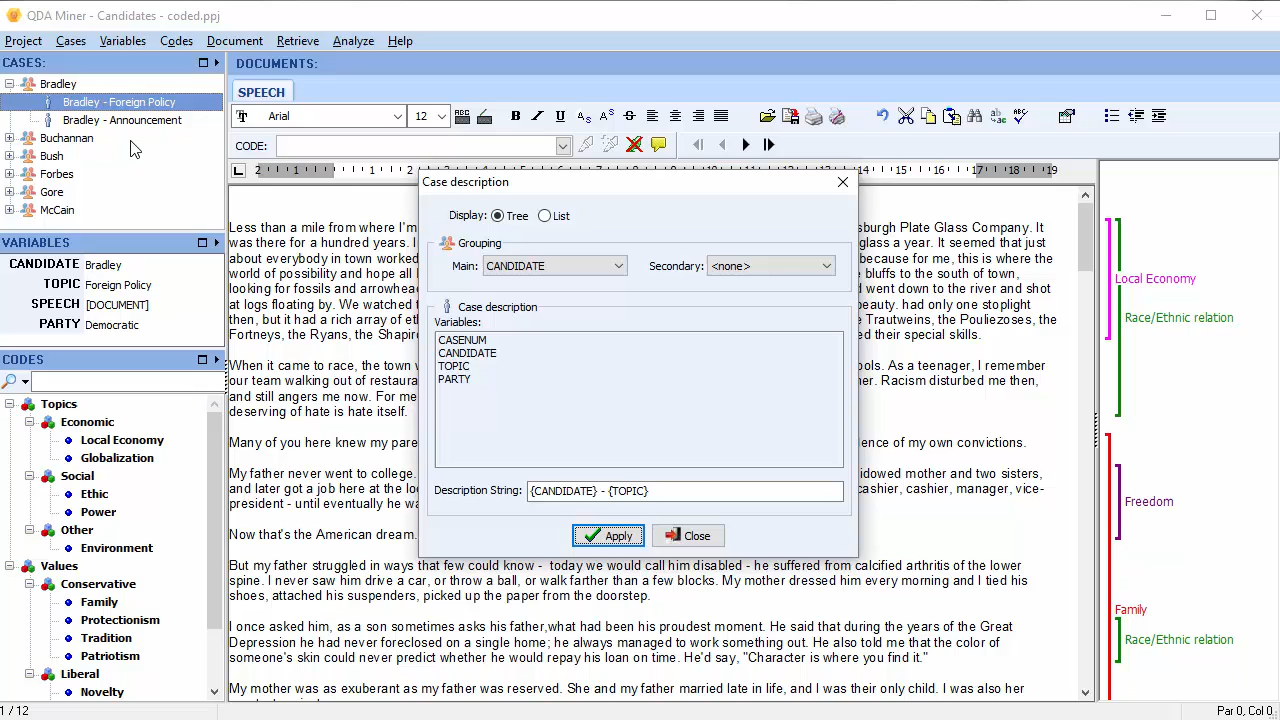 QDA Miner - Candidates - coded.ppj
Project Cases Variables Codes Document Retrieve Analyze Help
CASES:
Bradley
Bradley - Foreign Policy
Bradley - Announcement
Buchannan
Bush
Forbes
Gore
McCain
VARIABLES
CANDIDATE Bradley
TOPIC Foreign Policy
SPEECH [DOCUMENT]
PARTY Democratic
CODES
Topics
Economic
Local Economy
Globalization
Social
Ethic
Power
Other
Environment
Values
Conservative
Family
Protectionism
Tradition
Patriotism
Liberal
Novelty
1 / 12
DOCUMENTS:
SPEECH
Arial 12
CODE:
2 1 1 2 14 15 16 17 18 19
Less than a mile from where I'm
sburgh Plate Glass Company. It
was there for a hundred years. I
glass a year. It seemed that just
about everybody in town worked
because for me, this is where the
world of possibility and hope all
e bluffs to the south of town,
looking for fossils and arrowhea
went down to the river and shot
at logs floating by. We watched
beauty. had only one stoplight
then, but it had a rich array of et
Trautweins, the Pouliezoses, the
Fortneys, the Ryans, the Shapir
ed their special skills.
When it came to race, the town
ools. As a teenager, I remember
our team walking out of restaura
her. Racism disturbed me then,
and still angers me now. For me
deserving of hate is hate itself.
Many of you here knew my pare
ence of my own convictions.
My father never went to college
idowed mother and two sisters,
and later got a job here at the lo
cashier, cashier, manager, vice-
president - until eventually he wa
Now that's the American dream.
But my father struggled in ways that few could know - today we would call him disabled - he suffered from calcified arthritis of the lower
spine. I never saw him drive a car, or throw a ball, or walk farther than a few blocks. My mother dressed him every morning and I tied his
shoes, attached his suspenders, picked up the paper from the doorstep.
I once asked him, as a son sometimes asks his father,what had been his proudest moment. He said that during the years of the Great
Depression he had never foreclosed on a single home; he always managed to work something out. He also told me that the color of
someone's skin could never predict whether he would repay his loan on time. He'd say, "Character is where you find it."
My mother was as exuberant as my father was reserved. She and my father married late in life, and I was their only child. I was also her
Case description
Display: Tree List
Grouping
Main: CANDIDATE Secondary: <none>
Case description
Variables:
CASENUM
CANDIDATE
TOPIC
PARTY
Description String: {CANDIDATE} - {TOPIC}
Apply Close
Local Economy
Race/Ethnic relation
Freedom
Family
Race/Ethnic relation
Par 0, Col 0